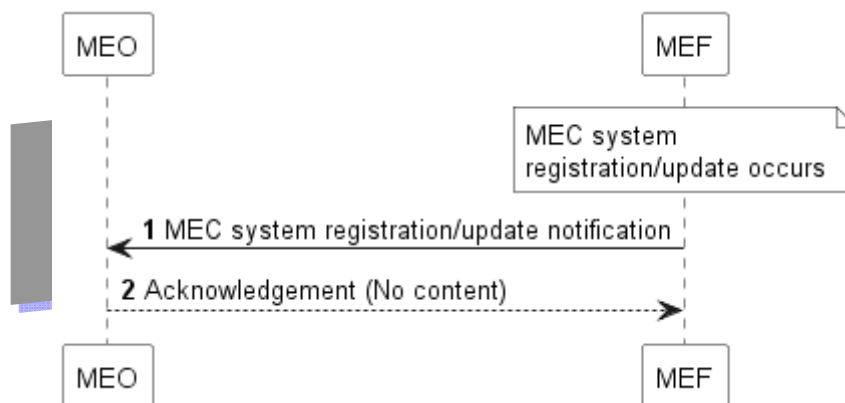 MEO
MEF
MEC system
registration/update occurs
1 MEC system registration/update notification
2 Acknowledgement (No content)
MEO
MEF